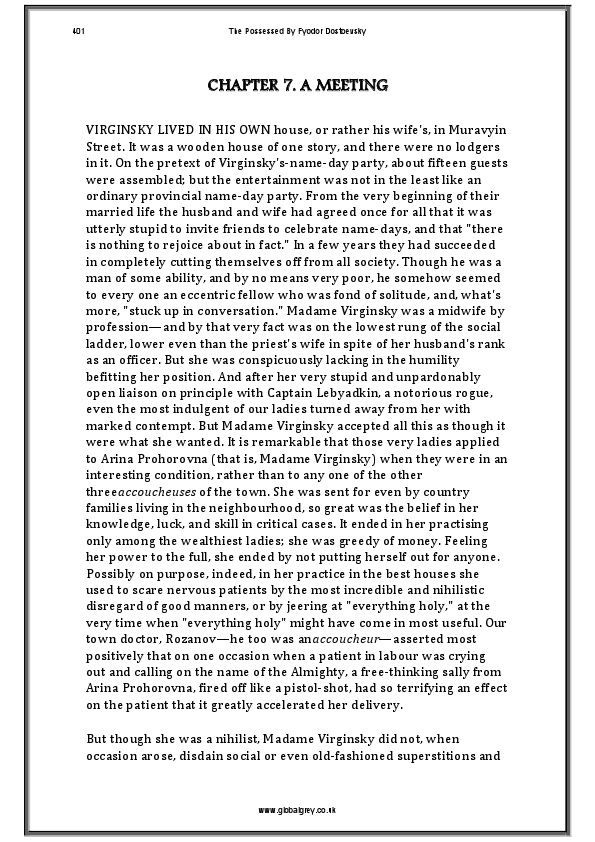 401
The Possessed By Fyodor Dostoevsky
CHAPTER 7. A MEETING
VIRGINSKY LIVED IN HIS OWN house, or rather his wife's, in Muravyin
Street. It was a wooden house of one story, and there were no lodgers
in it. On the pretext of Virginsky's-name-day party, about fifteen guests
were assembled; but the entertainment was not in the least like an
ordinary provincial name-day party. From the very beginning of their
married life the husband and wife had agreed once for all that it was
utterly stupid to invite friends to celebrate name-days, and that "there
is nothing to rejoice about in fact." In a few years they had succeeded
in completely cutting themselves off from all society. Though he was a
man of some ability, and by no means very poor, he somehow seemed
to every one an eccentric fellow who was fond of solitude, and, what's
more, "stuck up in conversation." Madame Virginsky was a midwife by
profession—and by that very fact was on the lowest rung of the social
ladder, lower even than the priest's wife in spite of her husband's rank
as an officer. But she was conspicuously lacking in the humility
befitting her position. And after her very stupid and unpardonably
open liaison on principle with Captain Lebyadkin, a notorious rogue,
even the most indulgent of our ladies turned away from her with
marked contempt. But Madame Virginsky accepted all this as though it
were what she wanted. It is remarkable that those very ladies applied
to Arina Prohorovna (that is, Madame Virginsky) when they were in an
interesting condition, rather than to any one of the other
threeaccoucheuses of the town. She was sent for even by country
families living in the neighbourhood, so great was the belief in her
knowledge, luck, and skill in critical cases. It ended in her practising
only among the wealthiest ladies; she was greedy of money. Feeling
her power to the full, she ended by not putting herself out for anyone.
Possibly on purpose, indeed, in her practice in the best houses she
used to scare nervous patients by the most incredible and nihilistic
disregard of good manners, or by jeering at "everything holy," at the
very time when "everything holy" might have come in most useful. Our
town doctor, Rozanov—he too was anaccoucheur—asserted most
positively that on one occasion when a patient in labour was crying
out and calling on the name of the Almighty, a free-thinking sally from
Arina Prohorovna, fired off like a pistol-shot, had so terrifying an effect
on the patient that it greatly accelerated her delivery.
But though she was a nihilist, Madame Virginsky did not, when
occasion arose, disdain social or even old-fashioned superstitions and
www.globalgrey.co.uk